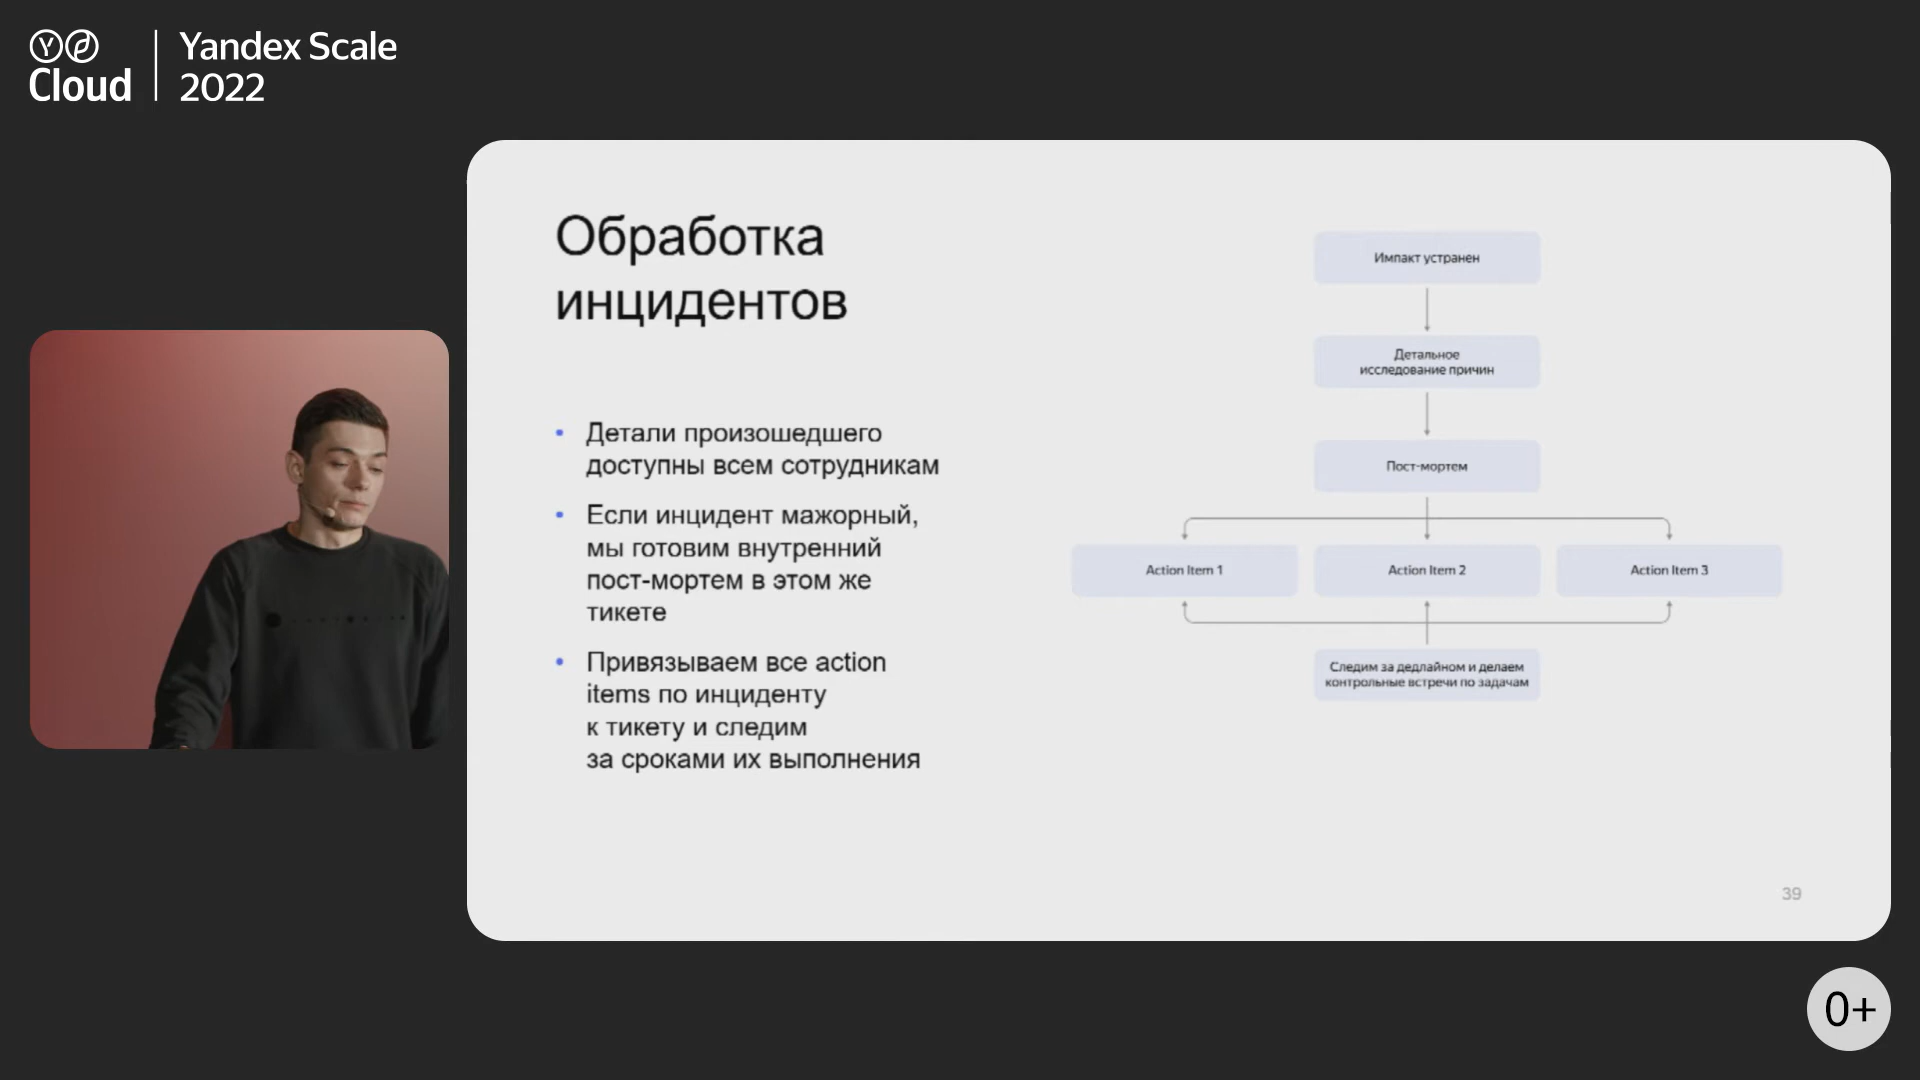 Cloud
Yandex Scale
2022
Обработка
инцидентов
• Детали произошедшего
доступны всем сотрудникам
• Если инцидент мажорный,
мы готовим внутренний
пост-мортем в этом же
тикете
• Привязываем все action
items по инциденту
к тикету и следим
за сроками их выполнения
Импакт устранен
Детальное
исследование причин
Пост-мортем
Action Item 1
Action Item 2
Action Item 3
Следим за дедлайном и делаем
контрольные встречи по задачам
39
0+